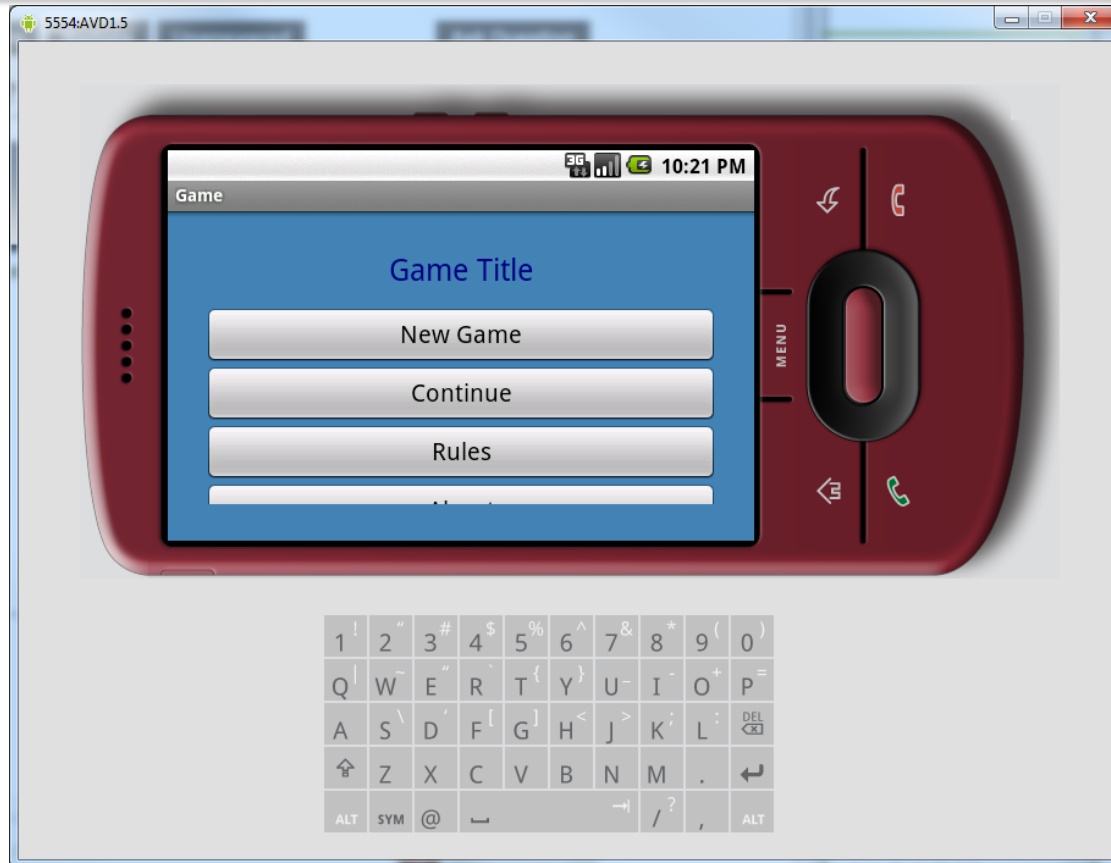 5554:AVD1.5
3G 10:21 PM
Game
Game Title
New Game
Continue
Rules
MENU
1 ! 2 “ 3 # 4 $ 5 % 6 ^ 7 & 8 * 9 ( 0 )
Q | W ~ E “ R ` T { Y } U _ I - O + P =
A S \ D ´ F [ G ] H < J > K ; L : DEL
Z X C V B N M .
ALT SYM @ / ? , ALT